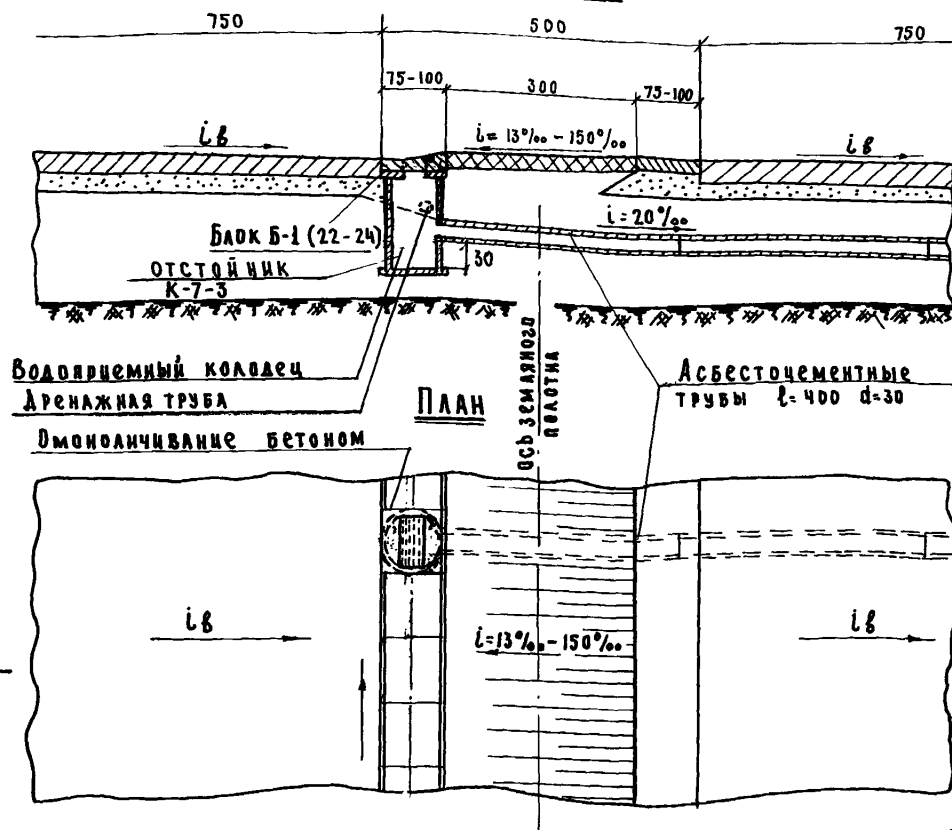 750
500
750
75-100
300
75-100
iв
i= 13‰ - 150‰
iв
i=20‰
Блок Б-1 (22-24)
отстойник
К-7-3
30
Водоприемный колодец
Дренажная труба
План
ось земляного
полотна
Асбестоцементные
трубы ℓ= 400 d=30
Омоноличивание бетоном
iв
i=13‰ - 150‰
iв